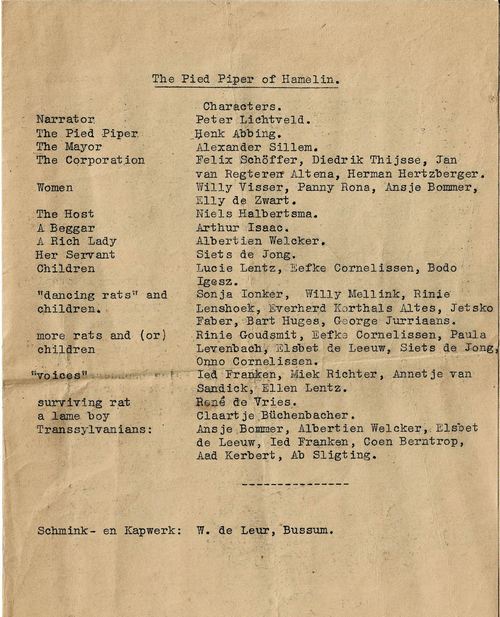 The Pied Piper of Hamelin.
Characters.
Narrator Peter Lichtveld.
The Pied Piper Henk Abbing.
The Mayor Alexander Sillem.
The Corporation Felix Schöffer, Diedrik Thijsse, Jan
van Regteren Altena, Herman Hertzberger.
Women Willy Visser, Panny Rona, Ansje Bommer,
Elly de Zwart.
The Host Niels Halbertsma.
A Beggar Arthur Isaac.
A Rich Lady Albertien Welcker.
Her Servant Siets de Jong.
Children Lucie Lentz, Eefke Cornelissen, Bodo
Igesz.
"dancing rats" and Sonja Ionker, Willy Mellink, Rinie
children. Lenshoek, Everherd Korthals Altes, Jetsko
Faber, Bart Huges, George Jurriaans.
more rats and (or) Rinie Goudsmit, Eefke Cornelissen, Paula
children Levenbach, Elsbet de Leeuw, Siets de Jong,
Onno Cornelissen.
"voices" Ied Franken, Miek Richter, Annetje van
Sandick, Ellen Lentz.
surviving rat René de Vries.
a lame boy Claartje Büchenbacher.
Transsylvanians: Ansje Bommer, Albertien Welcker, Elsbet
de Leeuw, Ied Franken, Coen Berntrop,
Aad Kerbert, Ab Sligting.
Schmink- en Kapwerk: W. de Leur, Bussum.